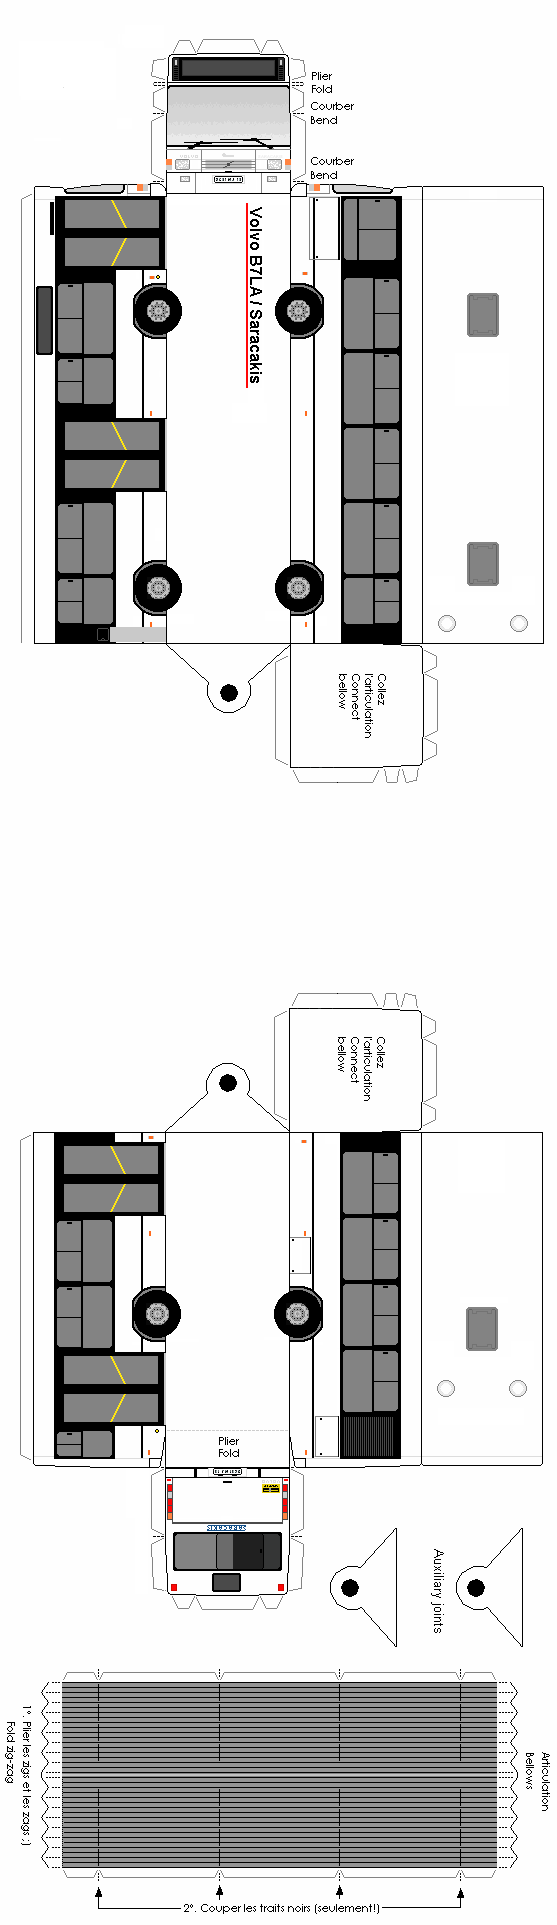 Plier
Fold
Courber
Bend
Courber
Bend
Volvo B7LA / Saracakis
Collez
l'articulation
Connect
bellow
Collez
l'articulation
Connect
bellow
Plier
Fold
Auxiliary joints
Articulation
Bellows
1°. Plier les zigs et les zags ;)
Fold zig-zag
2°. Couper les traits noirs (seulement!)